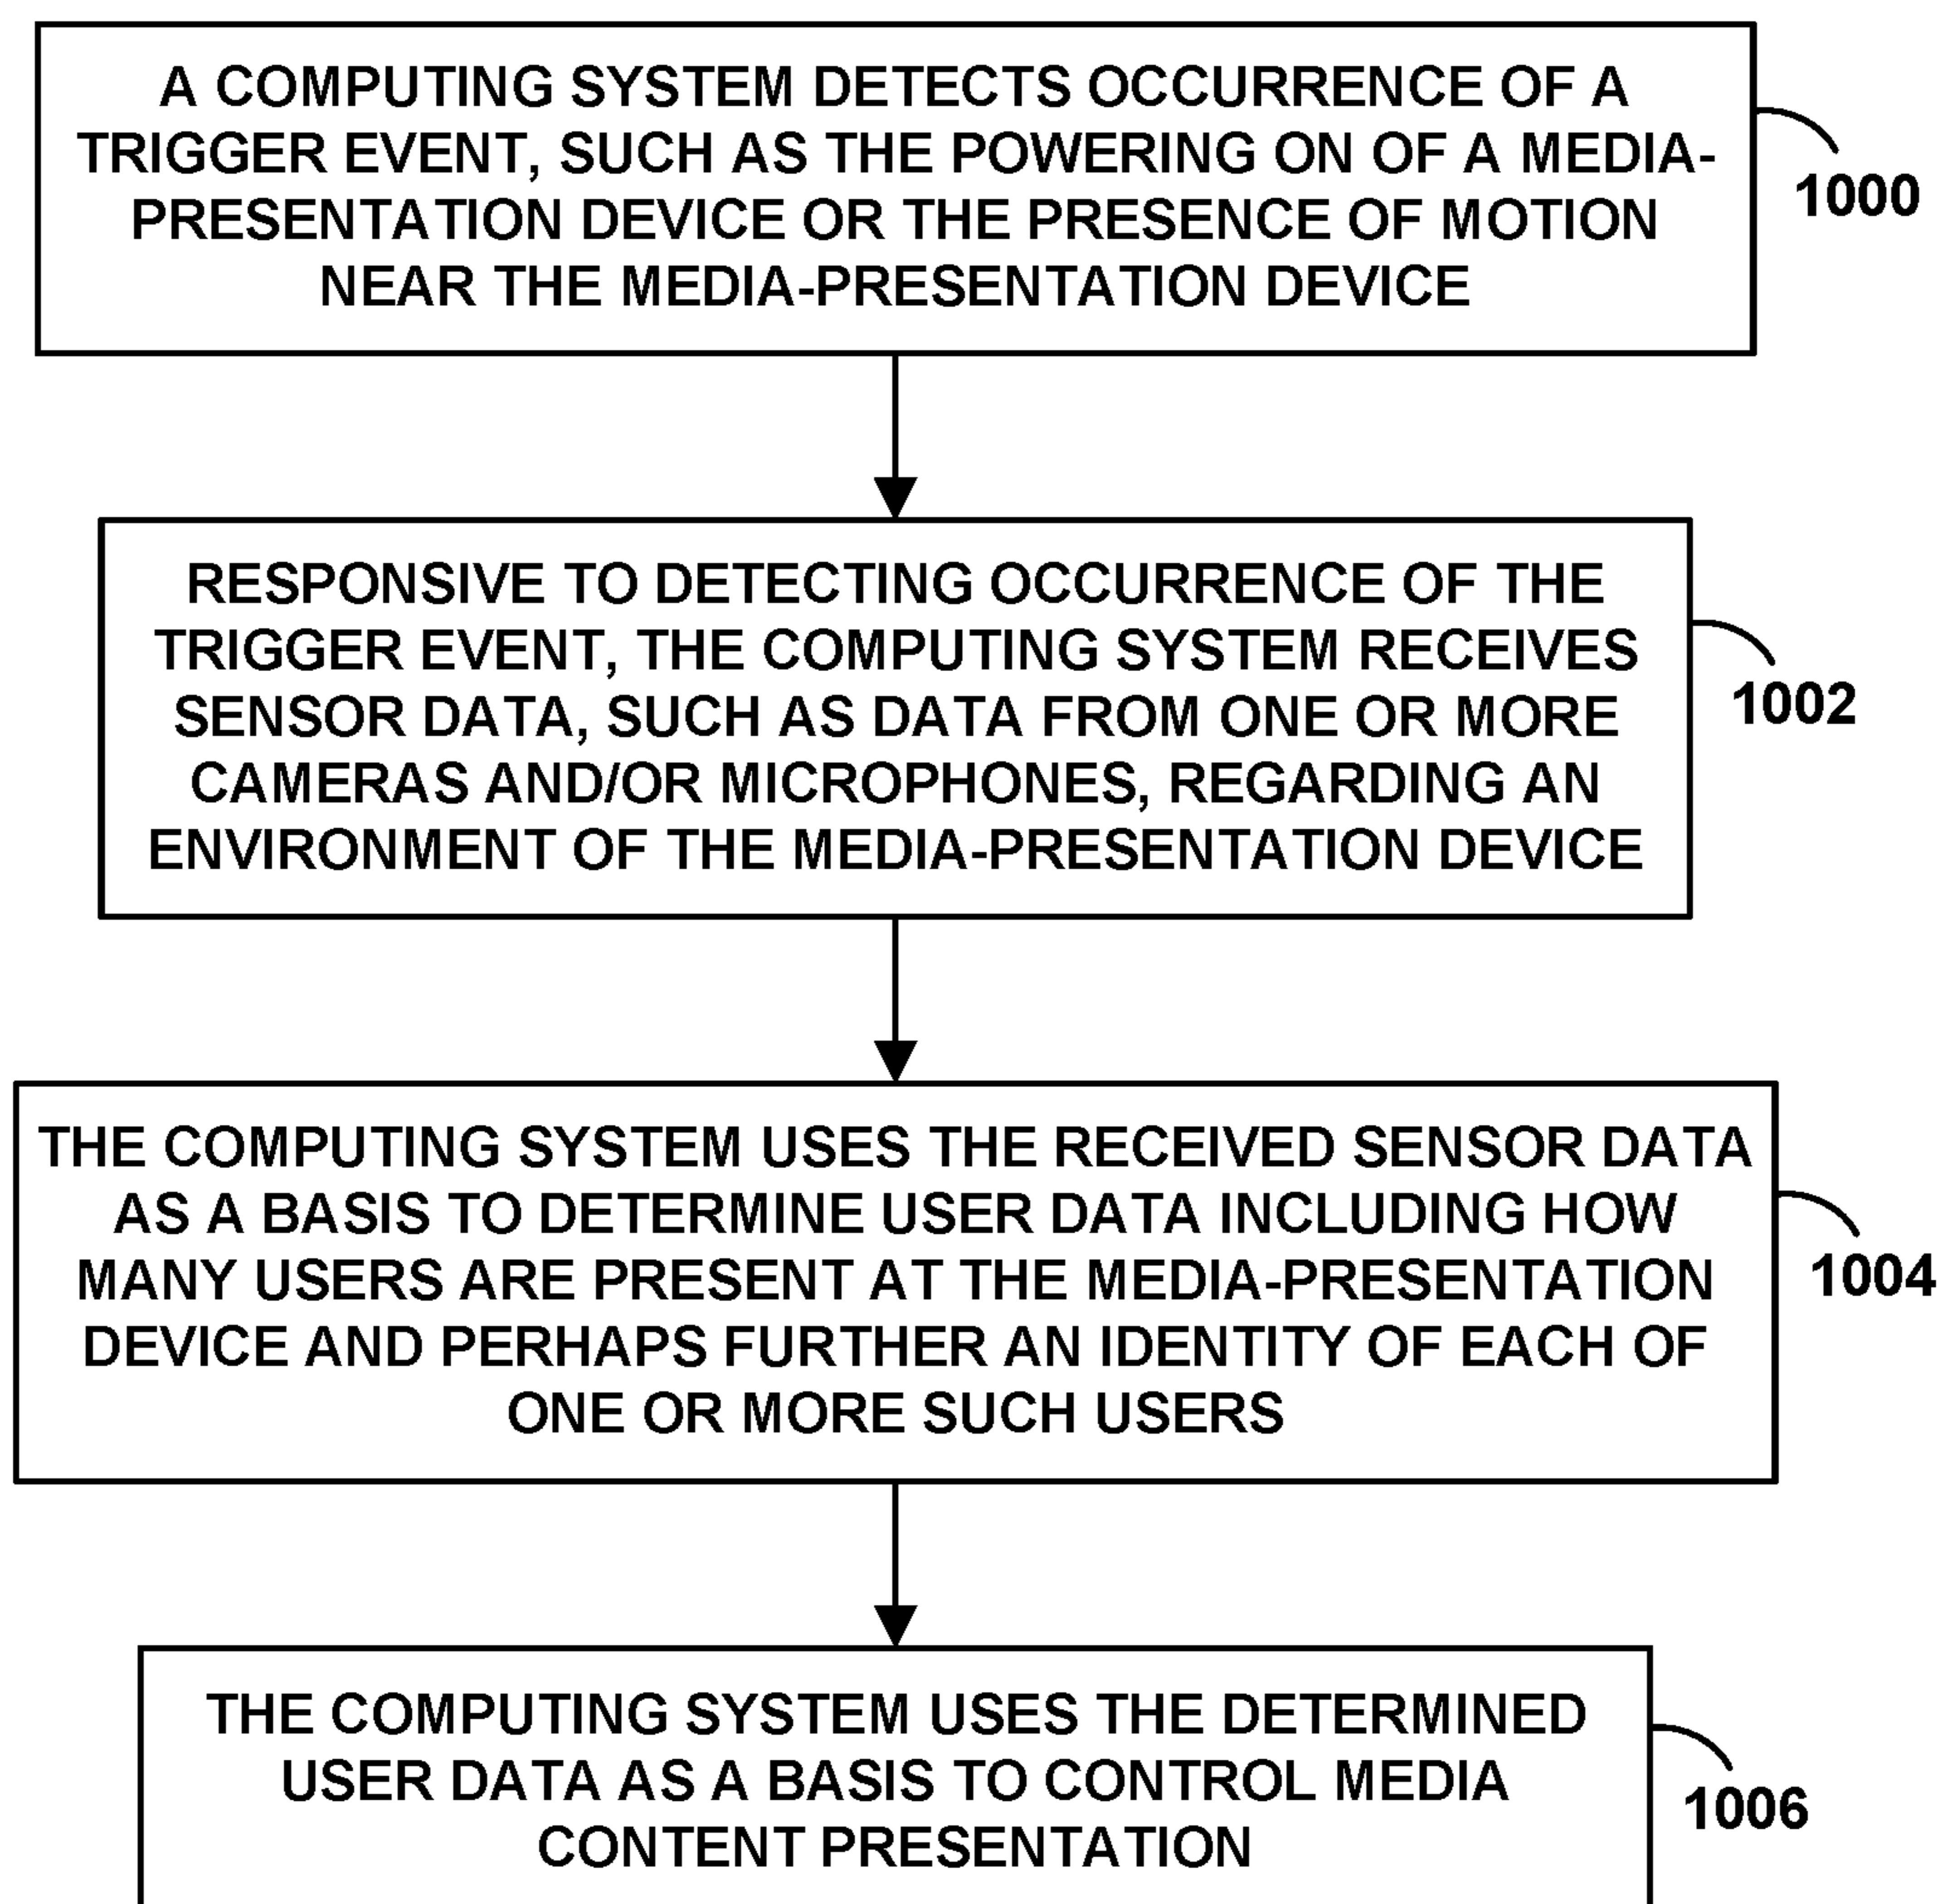 A COMPUTING SYSTEM DETECTS OCCURRENCE OF A
TRIGGER EVENT, SUCH AS THE POWERING ON OF A MEDIA-
PRESENTATION DEVICE OR THE PRESENCE OF MOTION
NEAR THE MEDIA-PRESENTATION DEVICE
1000
RESPONSIVE TO DETECTING OCCURRENCE OF THE
TRIGGER EVENT, THE COMPUTING SYSTEM RECEIVES
SENSOR DATA, SUCH AS DATA FROM ONE OR MORE
CAMERAS AND/OR MICROPHONES, REGARDING AN
ENVIRONMENT OF THE MEDIA-PRESENTATION DEVICE
1002
THE COMPUTING SYSTEM USES THE RECEIVED SENSOR DATA
AS A BASIS TO DETERMINE USER DATA INCLUDING HOW
MANY USERS ARE PRESENT AT THE MEDIA-PRESENTATION
DEVICE AND PERHAPS FURTHER AN IDENTITY OF EACH OF
ONE OR MORE SUCH USERS
1004
THE COMPUTING SYSTEM USES THE DETERMINED
USER DATA AS A BASIS TO CONTROL MEDIA
CONTENT PRESENTATION
1006